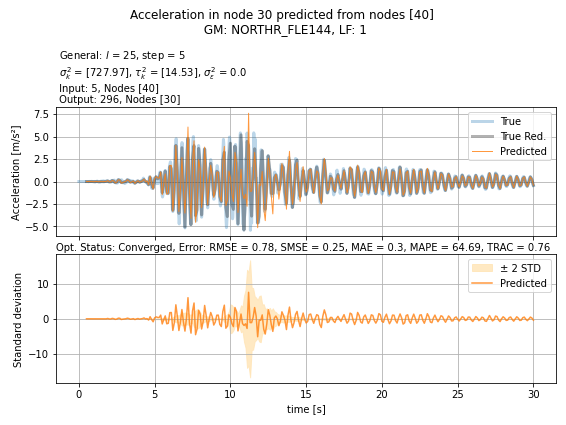 Acceleration in node 30 predicted from nodes [40]
GM: NORTHR_FLE144, LF: 1
General: l = 25, step = 5
σ²ₖ = [727.97], τ²ₖ = [14.53], σ²ε = 0.0
Input: 5, Nodes [40]
Output: 296, Nodes [30]
Acceleration [m/s²]
7.5
5.0
2.5
0.0
−2.5
−5.0
True
True Red.
Predicted
Opt. Status: Converged, Error: RMSE = 0.78, SMSE = 0.25, MAE = 0.3, MAPE = 64.69, TRAC = 0.76
Standard deviation
10
0
−10
± 2 STD
Predicted
0 5 10 15 20 25 30
time [s]